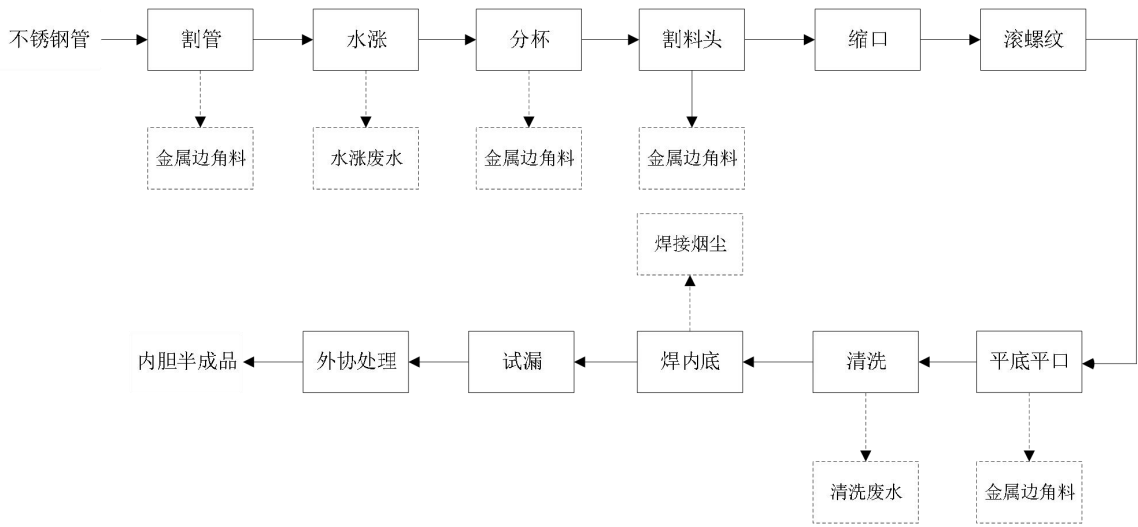 不锈钢管
割管
水涨
分杯
割料头
缩口
滚螺纹
金属边角料
水涨废水
金属边角料
金属边角料
焊接烟尘
内胆半成品
外协处理
试漏
焊内底
清洗
平底平口
清洗废水
金属边角料